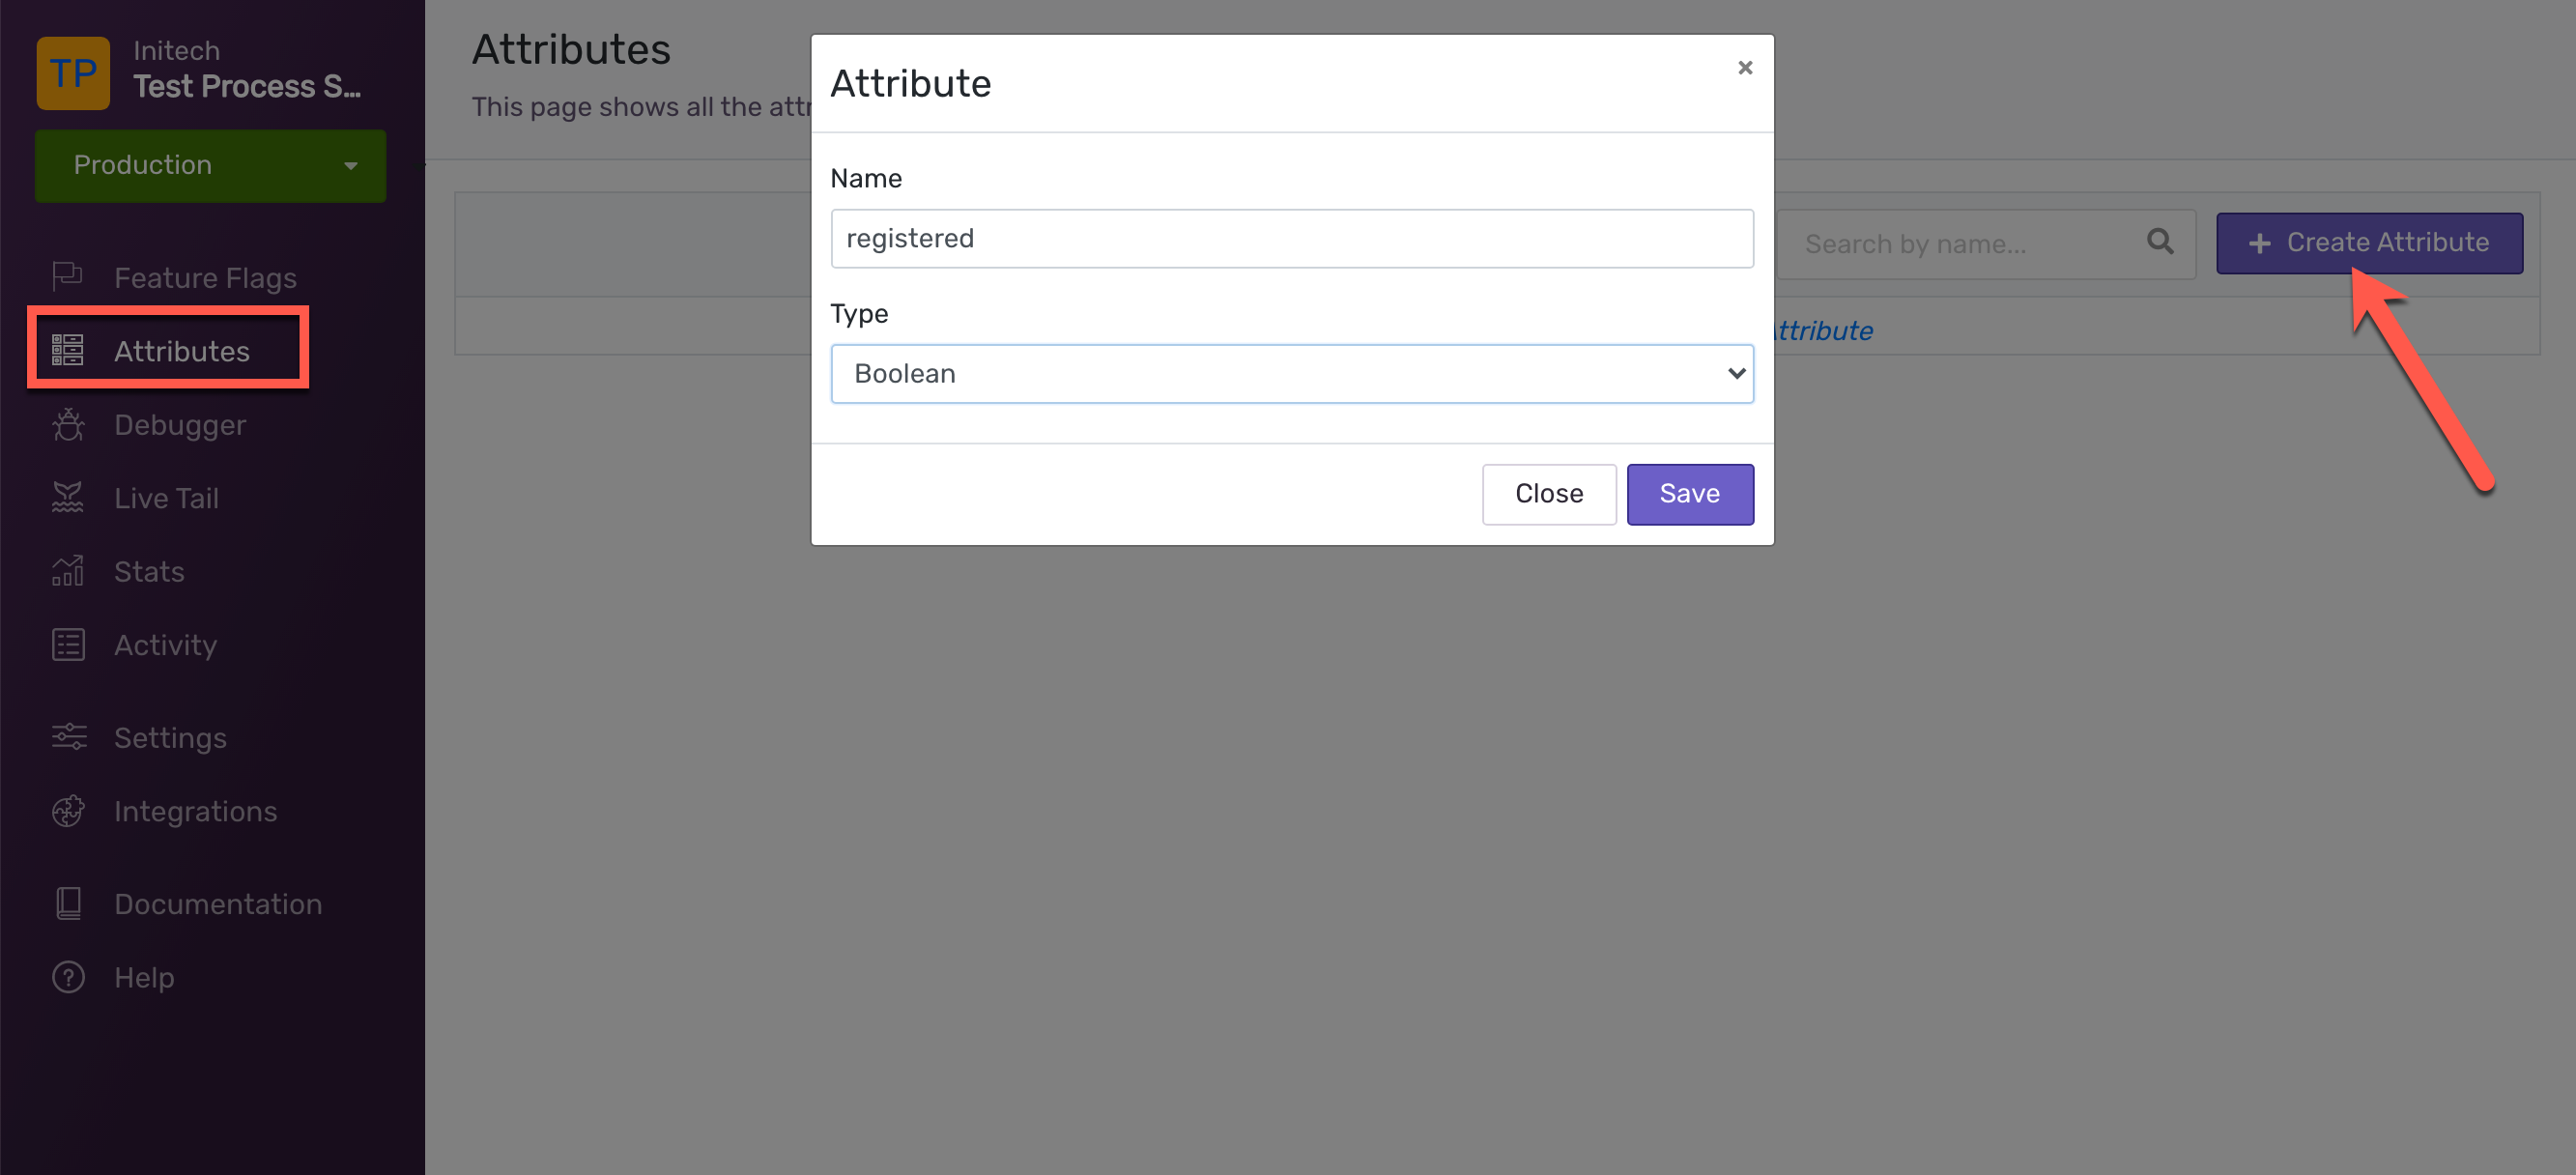 TP
Initech
Test Process S...
Production
Feature Flags
Attributes
Debugger
Live Tail
Stats
Activity
Settings
Integrations
Documentation
Help
Attributes
This page shows all the attr
Search by name...
Create Attribute
ttribute
Attribute
×
Name
registered
Type
Boolean
Close
Save